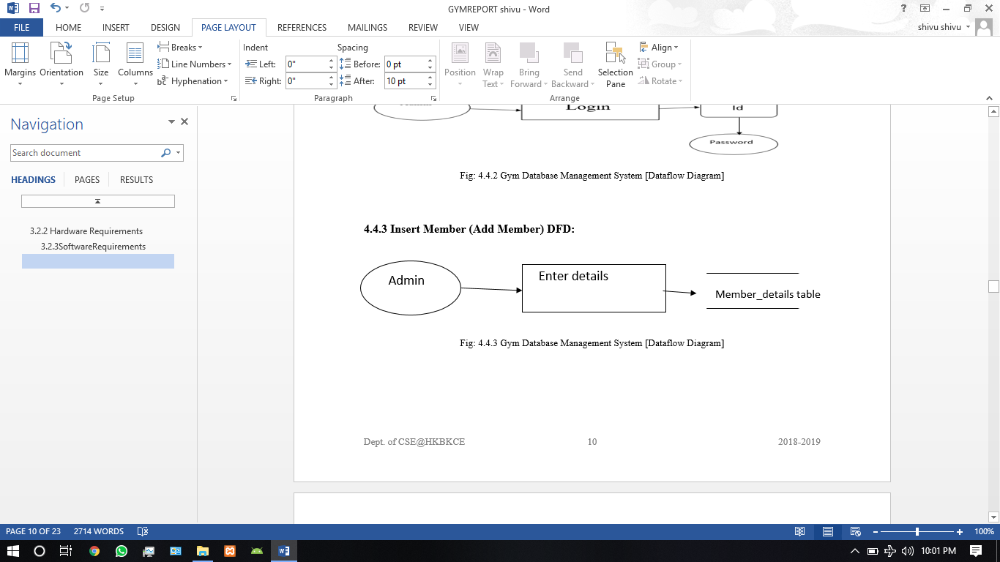 GYMREPORT shivu - Word
?
FILE HOME INSERT DESIGN PAGE LAYOUT REFERENCES MAILINGS REVIEW VIEW shivu shivu
Margins Orientation Size Columns
Breaks
Line Numbers
Hyphenation
Page Setup
Indent Spacing
Left: 0" Before: 0 pt
Right: 0" After: 10 pt
Paragraph
Position Wrap Text Bring Forward Send Backward Selection Pane
Align
Group
Rotate
Arrange
Navigation
Search document
HEADINGS PAGES RESULTS
3.2.2 Hardware Requirements
3.2.3SoftwareRequirements
Login Id
Password
Fig: 4.4.2 Gym Database Management System [Dataflow Diagram]
4.4.3 Insert Member (Add Member) DFD:
Admin Enter details Member_details table
Fig: 4.4.3 Gym Database Management System [Dataflow Diagram]
Dept. of CSE@HKBKCE 10 2018-2019
PAGE 10 OF 23 2714 WORDS 100%
10:01 PM